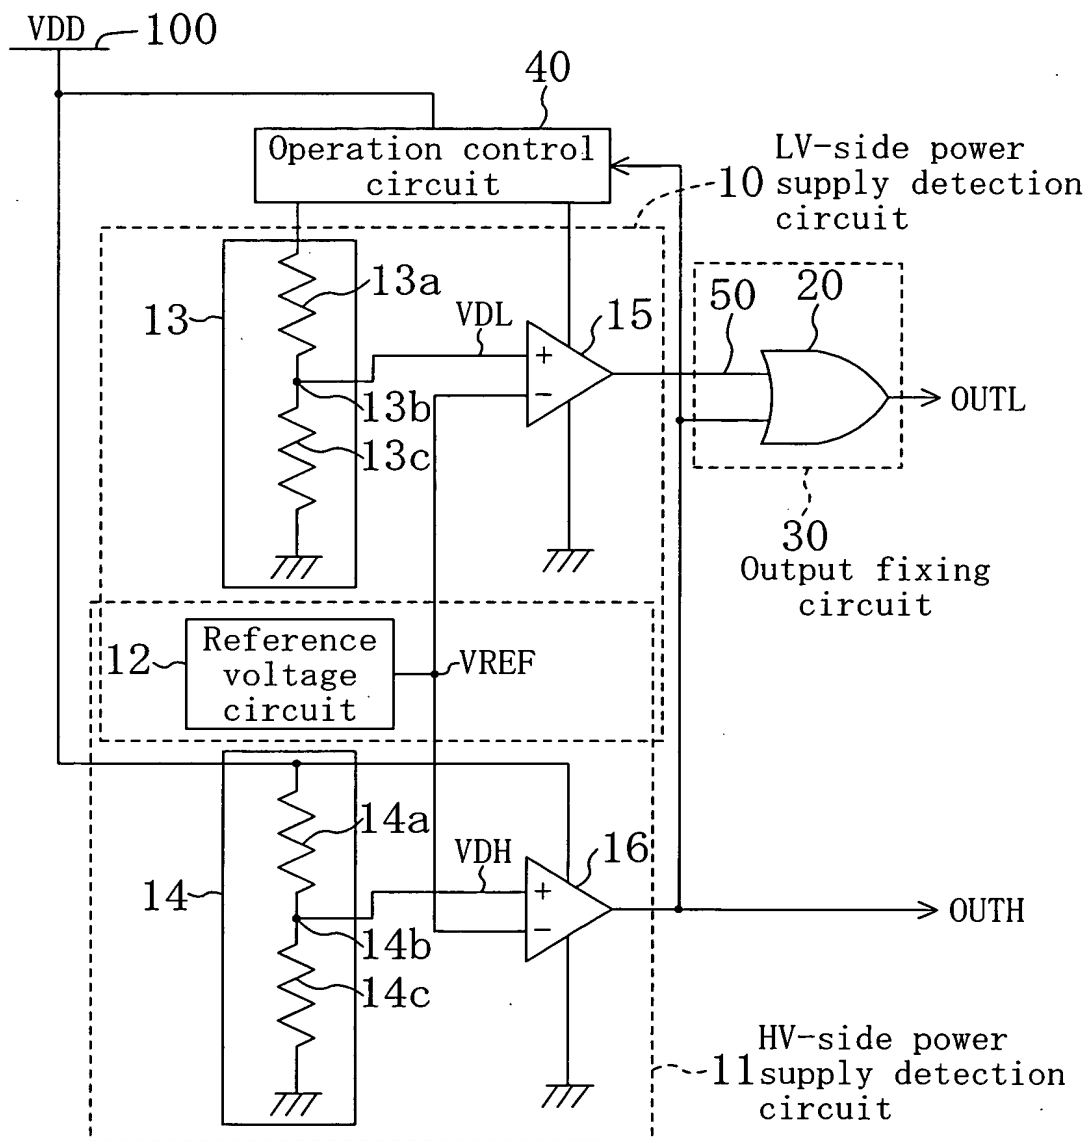 VDD 100
40
Operation control
circuit
LV-side power
10 supply detection
circuit
13a
13
VDL
15
50
20
+
−
13b
13c
OUTL
30
Output fixing
circuit
12
Reference
voltage
circuit
VREF
14a
14
VDH
16
+
−
14b
14c
OUTH
HV-side power
11 supply detection
circuit